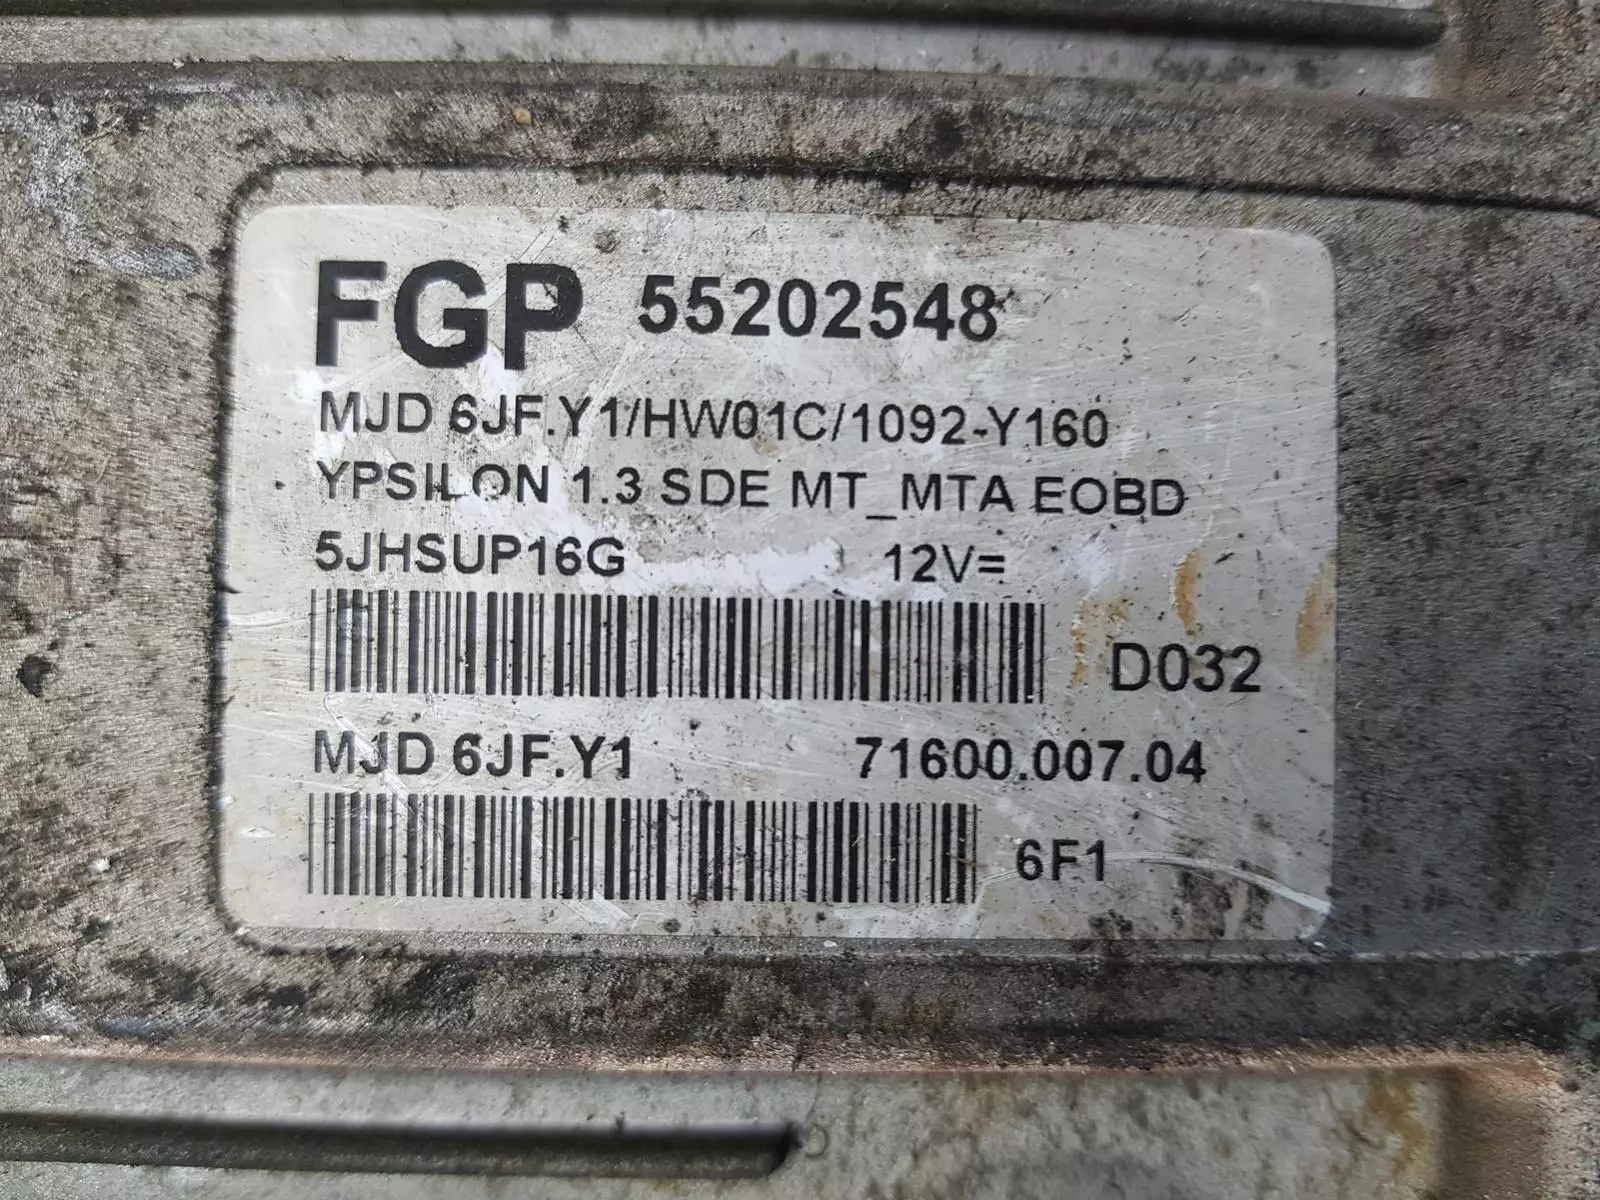 FGP 55202548
MJD 6JF.Y1/HW01C/1092-Y160
YPSILON 1.3 SDE MT_MTA EOBD
5JHSUP16G 12V=
D032
MJD 6JF.Y1 71600.007.04
6F1